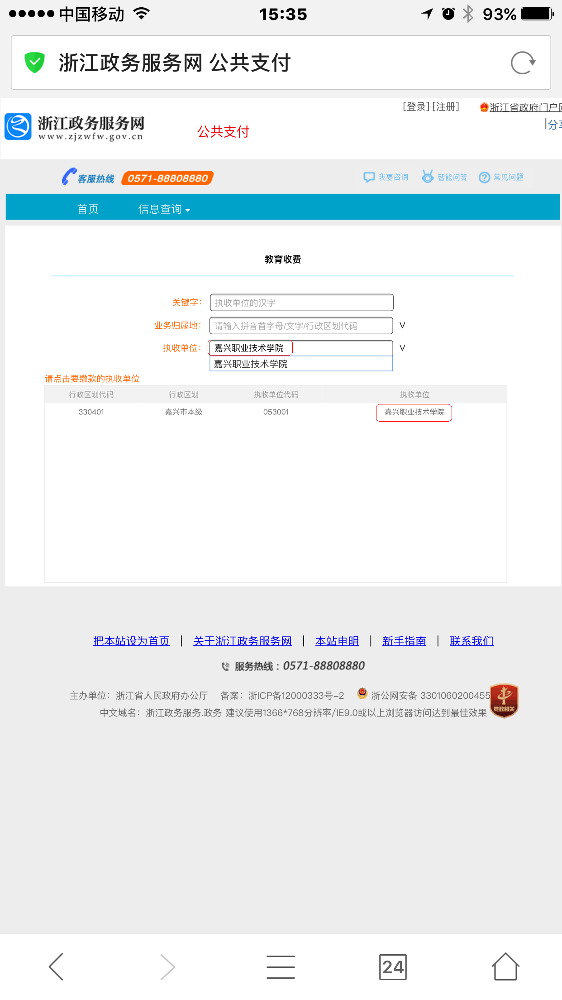 中国移动 15:35 93%
浙江政务服务网 公共支付
[登录] [注册] 浙江省政府门户
浙江政务服务网
www.zjzwfw.gov.cn
公共支付
|分
客服热线 0571-88808880 我要咨询 智能问答 常见问题
首页 信息查询
教育收费
关键字： 执收单位的汉字
业务归属地： 请输入拼音首字母/文字/行政区划代码 V
执收单位： 嘉兴职业技术学院 V
嘉兴职业技术学院
请点击要缴款的执收单位
行政区划代码 行政区划 执收单位代码 执收单位
330401 嘉兴市本级 053001 嘉兴职业技术学院
把本站设为首页 | 关于浙江政务服务网 | 本站申明 | 新手指南 | 联系我们
服务热线：0571-88808880
主办单位：浙江省人民政府办公厅 备案：浙ICP备12000333号-2 浙公网安备 3301060200455
党政机关
中文域名：浙江政务服务.政务 建议使用1366*768分辨率/IE9.0或以上浏览器访问达到最佳效果
24